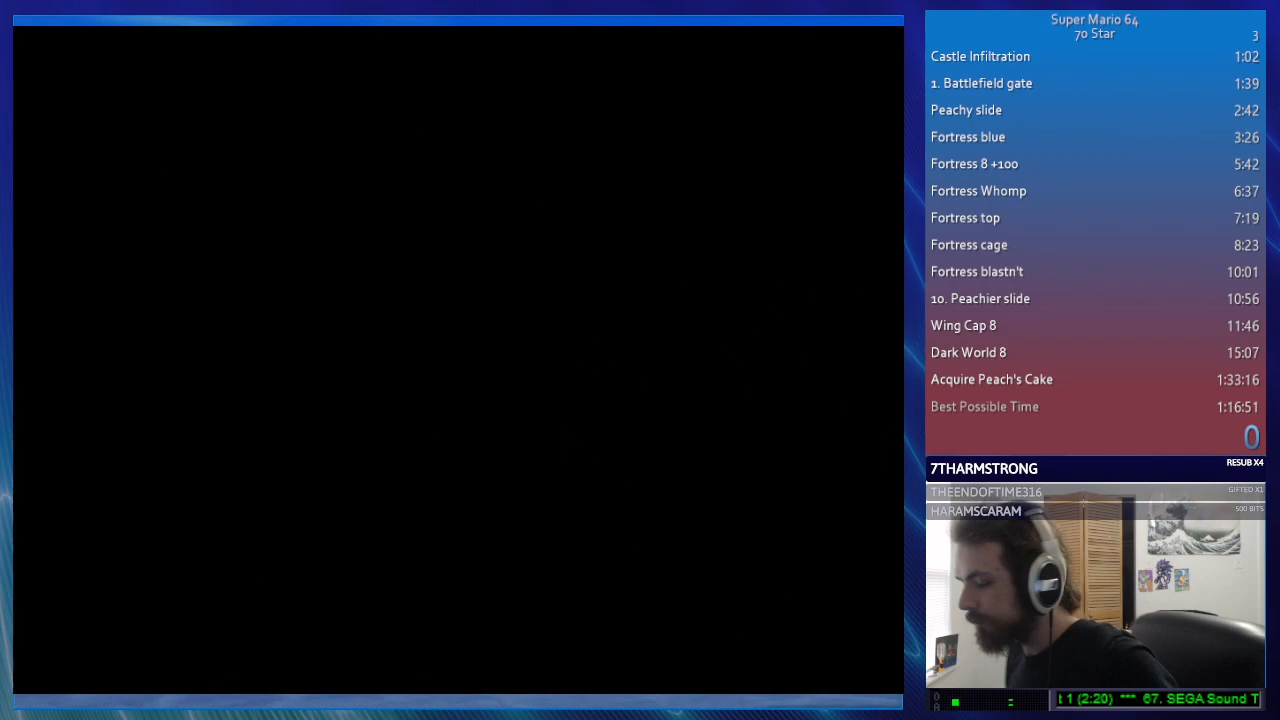 Super Mario 64
70 Star
3
Castle Infiltration 1:02
1. Battlefield gate 1:39
Peachy slide 2:42
Fortress blue 3:26
Fortress 8 +100 5:42
Fortress Whomp 6:37
Fortress top 7:19
Fortress cage 8:23
Fortress blastn't 10:01
10. Peachier slide 10:56
Wing Cap 8 11:46
Dark World 8 15:07
Acquire Peach's Cake 1:33:16
Best Possible Time 1:16:51
0
7THARMSTRONG RESUB X4
THEENDOFTIME316 GIFTED X1
HARAMSCARAM 500 BITS
t 1 (2:20) *** 67. SEGA Sound T